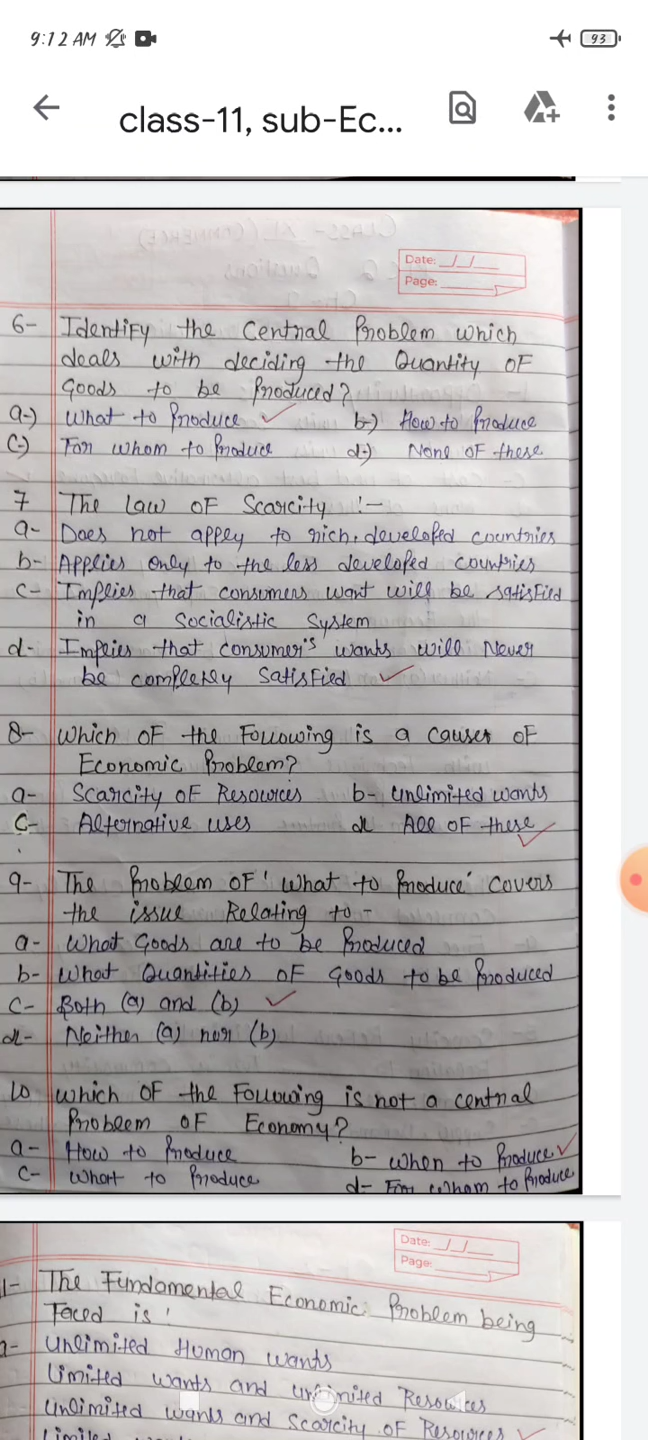 9:12 AM
93
class-11, sub-Ec...
Date: __/__/__
Page:
6- Identify the Central Problem which
deals with deciding the Quantity of
Goods to be Produced?
a-) What to Produce ✓ b-) How to Produce
c-) For whom to Produce d-) None of these
7 The Law of Scarcity :-
a- Does not appley to rich, developed countries
b- Applies only to the less developed countries
c- Implies that consumers want will be satisfied
in a Socialistic System
d- Impies that consumer's wants will Never
be completely Satisfied ✓
8- Which of the Following is a causes of
Economic Problem?
a- Scarcity of Resources b- Unlimited wants
c- Alternative uses d All of these ✓
9- The Problem of 'What to Produce' covers
the issue Relating to -
a- What Goods are to be Produced
b- What Quantities of Goods to be Produced
c- Both (a) and (b) ✓
d- Neither (a) nor (b)
10 Which of the Following is not a central
Problem of Economy?
a- How to Produce b- When to Produce ✓
c- What to Produce d- For whom to Produce
Date: __/__/__
Page:
1- The Fundamental Economic Problem being
Faced is !
a- Unlimited Human wants
Limited wants and unlimited Resources
Unlimited wants and Scarcity of Resources ✓